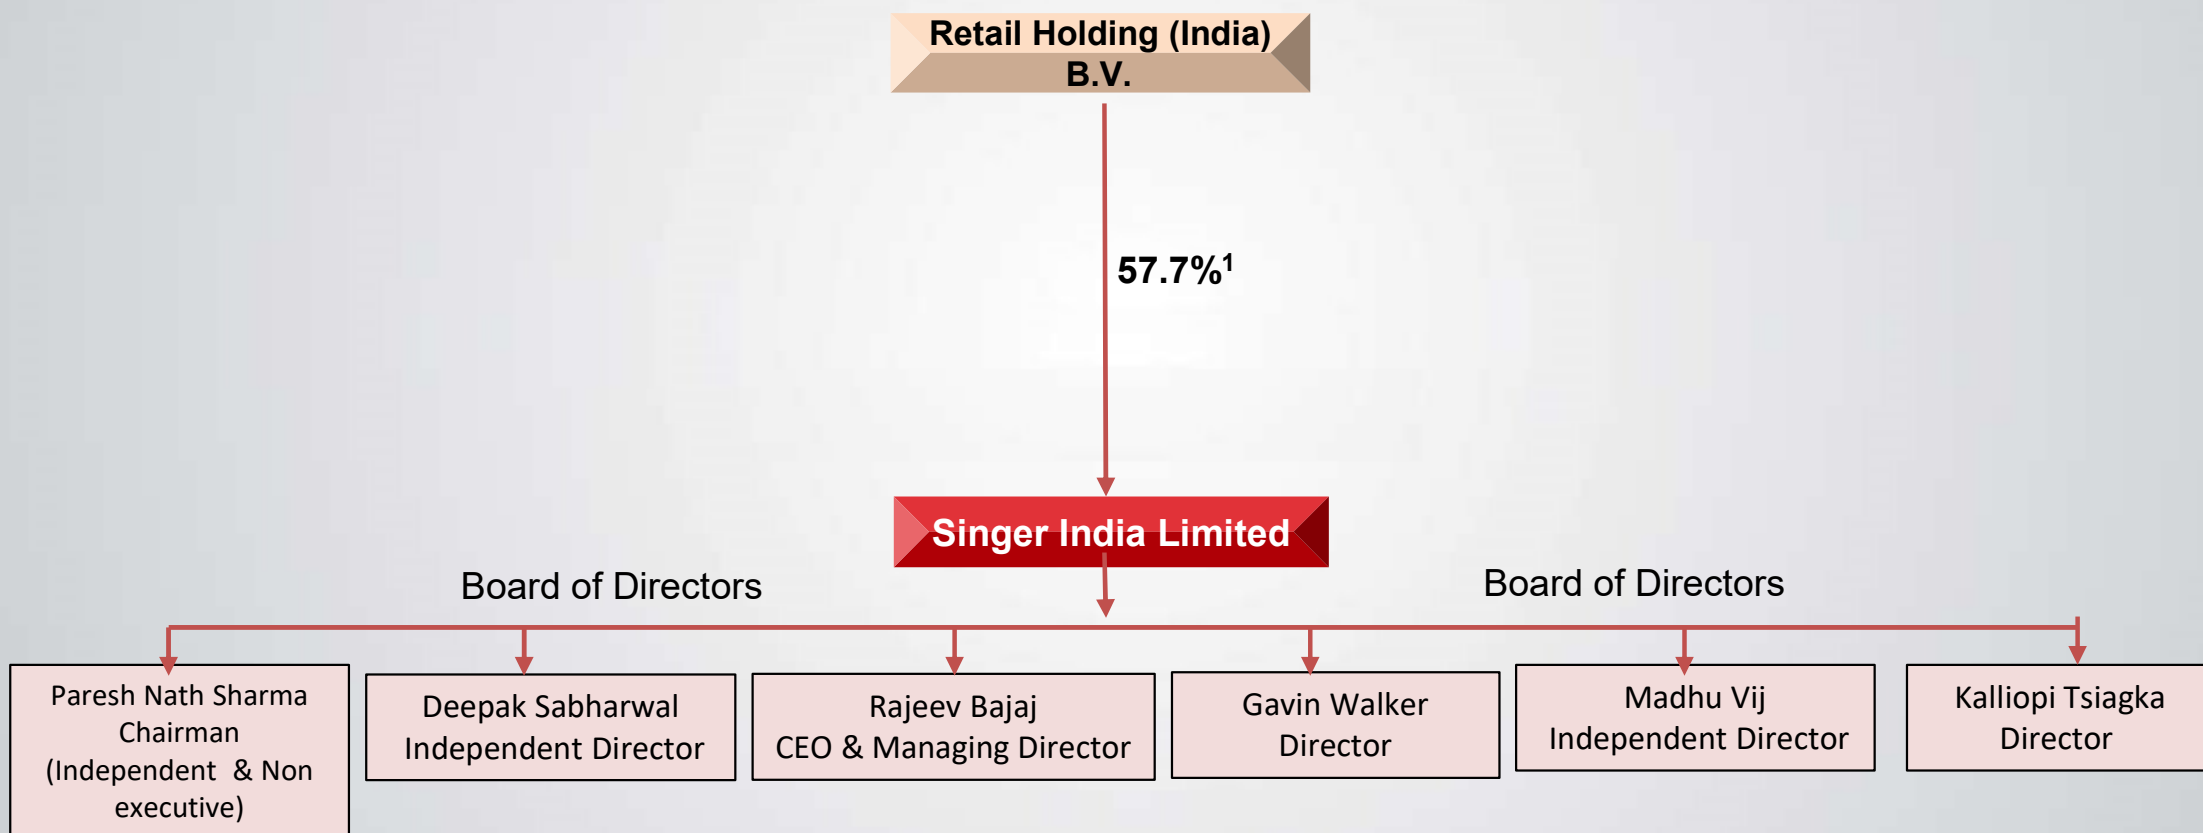 Retail Holding (India)
B.V.
57.7%¹
Singer India Limited
Board of Directors
Board of Directors
Paresh Nath Sharma
Chairman
(Independent & Non
executive)
Deepak Sabharwal
Independent Director
Rajeev Bajaj
CEO & Managing Director
Gavin Walker
Director
Madhu Vij
Independent Director
Kalliopi Tsiagka
Director